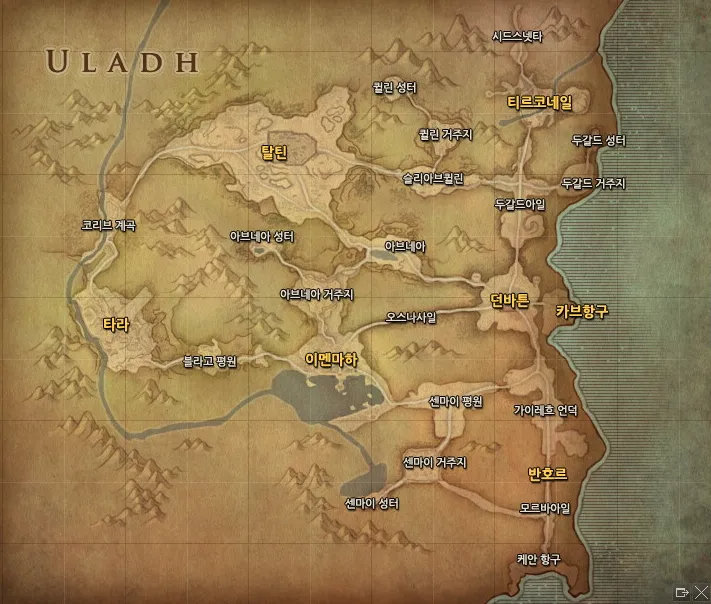 시드스넷타
ULADH
퀼린 성터
티르코네일
퀼린 거주지
두갈드 성터
탈틴
슬리아브퀼린
두갈드 거주지
두갈드아일
코리브 계곡
아브네아 성터
아브네아
아브네아 거주지
던바튼
카브항구
오스나사일
타라
블라고 평원
이멘마하
센마이 평원
가이레흐 언덕
센마이 거주지
반호르
센마이 성터
모르바아일
케안 항구